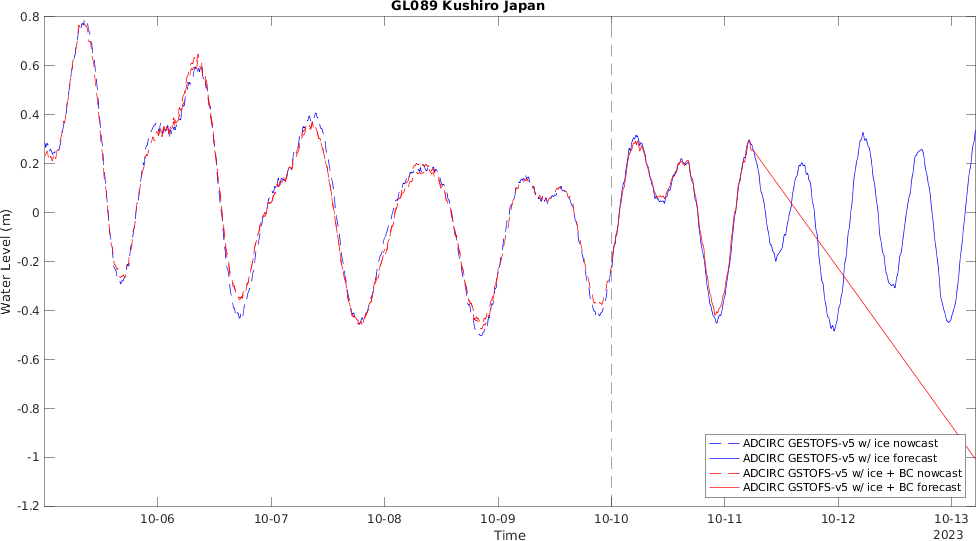 GL089 Kushiro Japan
0.8
0.6
0.4
0.2
0
-0.2
-0.4
-0.6
-0.8
-1
-1.2
Water Level (m)
10-06 10-07 10-08 10-09 10-10 10-11 10-12 10-13
Time 2023
ADCIRC GESTOFS-v5 w/ ice nowcast
ADCIRC GESTOFS-v5 w/ ice forecast
ADCIRC GSTOFS-v5 w/ ice + BC nowcast
ADCIRC GSTOFS-v5 w/ ice + BC forecast